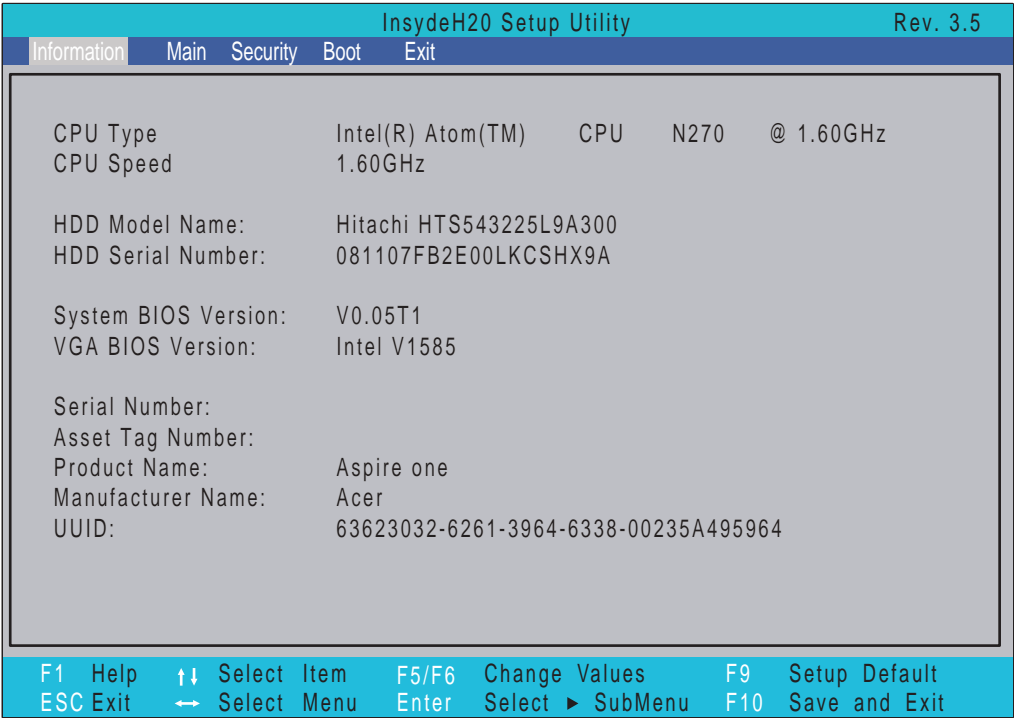 InsydeH20 Setup Utility Rev. 3.5
Information Main Security Boot Exit
CPU Type Intel(R) Atom(TM) CPU N270 @ 1.60GHz
CPU Speed 1.60GHz
HDD Model Name: Hitachi HTS543225L9A300
HDD Serial Number: 081107FB2E00LKCSHX9A
System BIOS Version: V0.05T1
VGA BIOS Version: Intel V1585
Serial Number:
Asset Tag Number:
Product Name: Aspire one
Manufacturer Name: Acer
UUID: 63623032-6261-3964-6338-00235A495964
F1 Help ↑↓ Select Item F5/F6 Change Values F9 Setup Default
ESC Exit ↔ Select Menu Enter Select ▶ SubMenu F10 Save and Exit